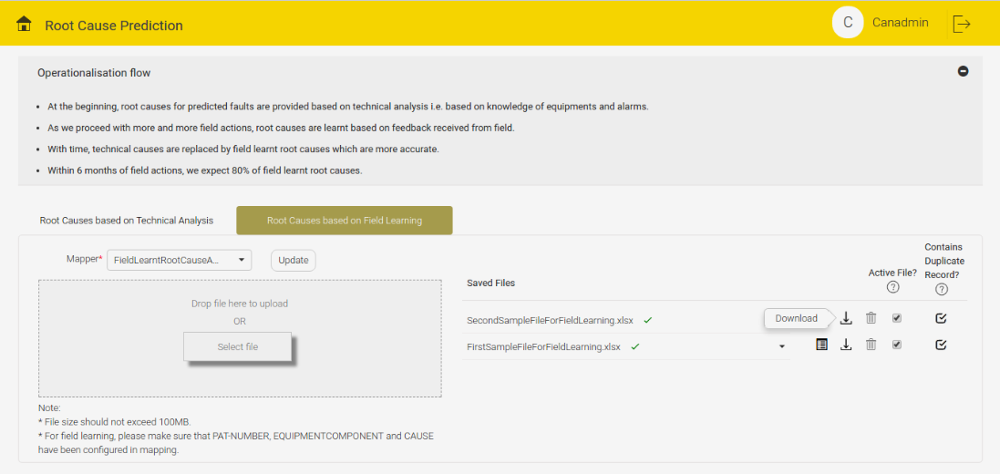 Root Cause Prediction
C
Canadmin
Operationalisation flow
At the beginning, root causes for predicted faults are provided based on technical analysis i.e. based on knowledge of equipments and alarms.
As we proceed with more and more field actions, root causes are learnt based on feedback received from field.
With time, technical causes are replaced by field learnt root causes which are more accurate.
Within 6 months of field actions, we expect 80% of field learnt root causes.
Root Causes based on Technical Analysis
Root Causes based on Field Learning
Mapper*
FieldLearntRootCauseA...
Update
Drop file here to upload
OR
Select file
Note:
* File size should not exceed 100MB.
* For field learning, please make sure that PAT-NUMBER, EQUIPMENTCOMPONENT and CAUSE
have been configured in mapping.
Saved Files
Active File?
?
Contains
Duplicate
Record?
?
SecondSampleFileForFieldLearning.xlsx
Download
FirstSampleFileForFieldLearning.xlsx